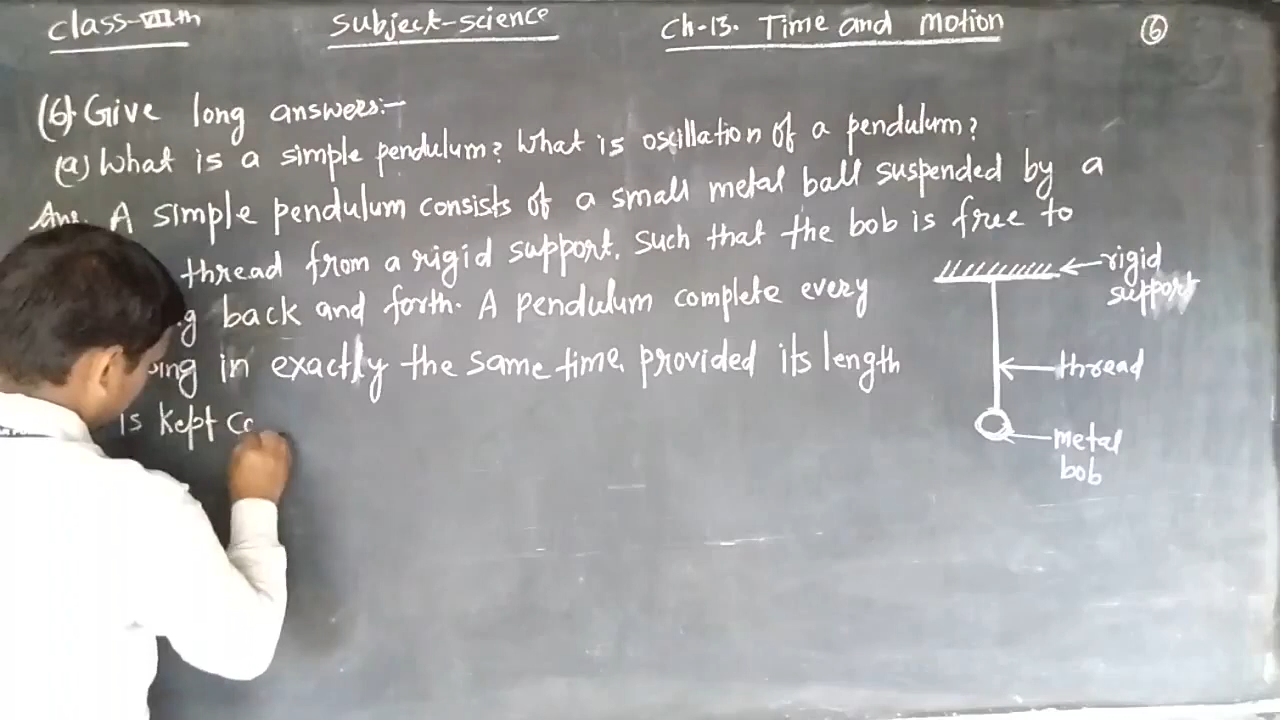 class-VIIth subject-science Ch-13. Time and Motion 6
(6) Give long answers:-
(a) What is a simple pendulum? What is oscillation of a pendulum?
Ans. A simple pendulum consists of a small metal ball suspended by a
thread from a rigid support. such that the bob is free to
back and forth. A pendulum complete every
in exactly the same time, provided its length
is kept
rigid
support
thread
metal
bob